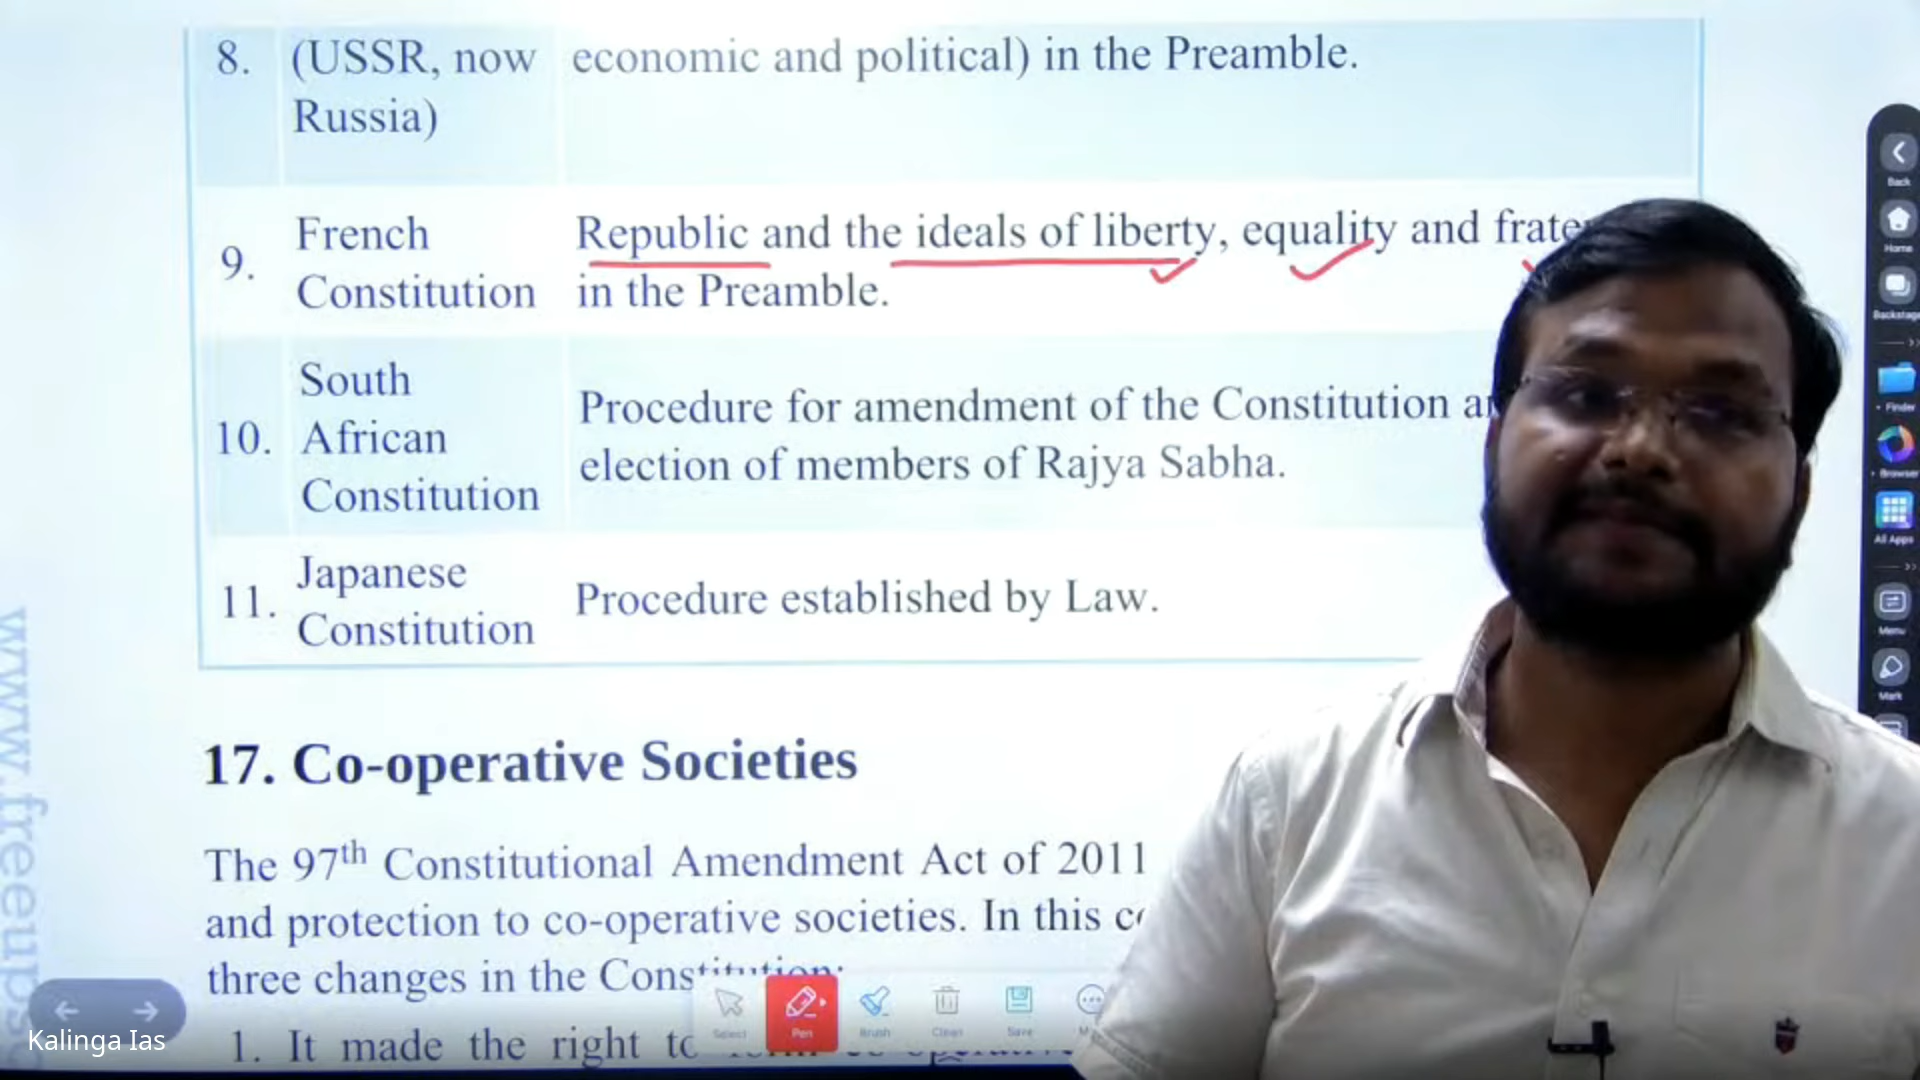 8. (USSR, now economic and political) in the Preamble.
Russia)
9. French Republic and the ideals of liberty, equality and
Constitution in the Preamble.
10. South
African Procedure for amendment of the Constitution
Constitution election of members of Rajya Sabha.
11. Japanese Procedure established by Law.
Constitution
17. Co-operative Societies
The 97th Constitutional Amendment Act of 2011
and protection to co-operative societies. In this
three changes in the Constitution:
1. It made the right to
Select
Pen
Brush
Clean
Save
Kalinga Ias
Back
Home
Backstage
Finder
Browser
All Apps
Menu
Mark